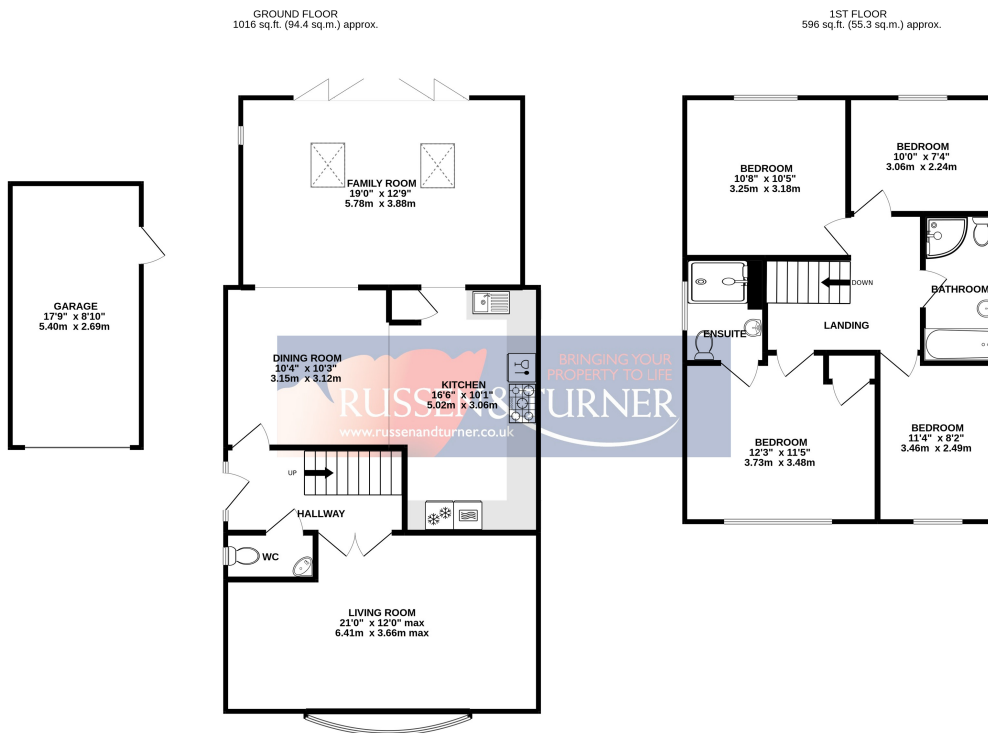 GROUND FLOOR
1016 sq.ft. (94.4 sq.m.) approx.
1ST FLOOR
596 sq.ft. (55.3 sq.m.) approx.
FAMILY ROOM
19'0" x 12'9"
5.78m x 3.88m
BEDROOM
10'8" x 10'5"
3.25m x 3.18m
BEDROOM
10'0" x 7'4"
3.06m x 2.24m
GARAGE
17'9" x 8'10"
5.40m x 2.69m
DOWN
BATHROOM
LANDING
ENSUITE
DINING ROOM
10'4" x 10'3"
3.15m x 3.12m
KITCHEN
16'6" x 10'1"
5.02m x 3.06m
BRINGING YOUR
PROPERTY TO LIFE
RUSSEN & TURNER
www.russenandturner.co.uk
BEDROOM
12'3" x 11'5"
3.73m x 3.48m
BEDROOM
11'4" x 8'2"
3.46m x 2.49m
UP
HALLWAY
WC
LIVING ROOM
21'0" x 12'0" max
6.41m x 3.66m max